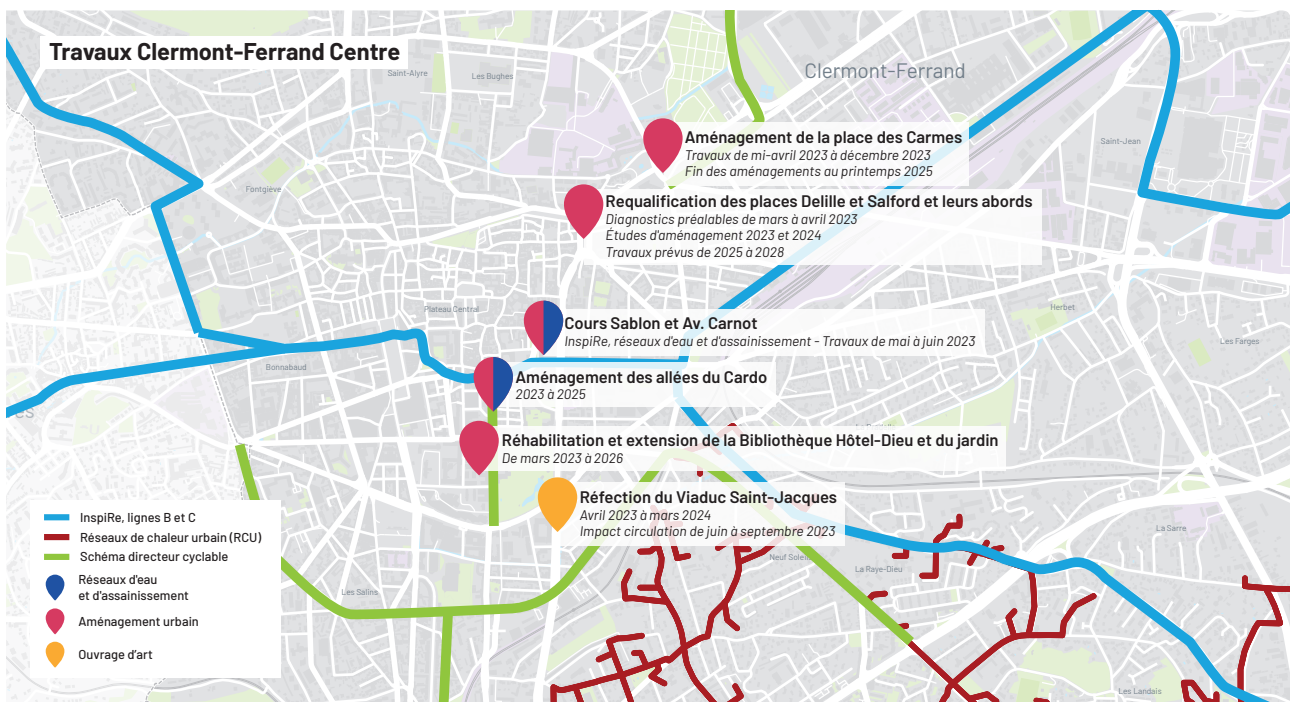 Travaux Clermont-Ferrand Centre
Saint-Alyre
Les Bughes
Clermont-Ferrand
Aménagement de la place des Carmes
Travaux de mi-avril 2023 à décembre 2023
Fin des aménagements au printemps 2025
Saint-Jean
Fontgiève
Requalification des places Delille et Salford et leurs abords
Diagnostics préalables de mars à avril 2023
Études d'aménagement 2023 et 2024
Travaux prévus de 2025 à 2028
Plateau Central
Herbet
Cours Sablon et Av. Carnot
InspiRe, réseaux d'eau et d'assainissement - Travaux de mai à juin 2023
Les Farges
Bonnabaud
Aménagement des allées du Cardo
2023 à 2025
Réhabilitation et extension de la Bibliothèque Hôtel-Dieu et du jardin
De mars 2023 à 2026
Réfection du Viaduc Saint-Jacques
Avril 2023 à mars 2024
Impact circulation de juin à septembre 2023
La Sarre
Neuf Soleils
La Raye-Dieu
Les Salins
Les Landais
InspiRe, lignes B et C
Réseaux de chaleur urbain (RCU)
Schéma directeur cyclable
Réseaux d'eau
et d'assainissement
Aménagement urbain
Ouvrage d'art